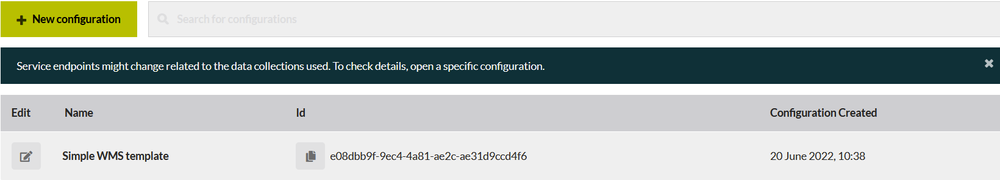 New configuration
Search for configurations
Service endpoints might change related to the data collections used. To check details, open a specific configuration.
Edit Name Id Configuration Created
Simple WMS template e08dbb9f-9ec4-4a81-ae2c-ae31d9ccd4f6 20 June 2022, 10:38